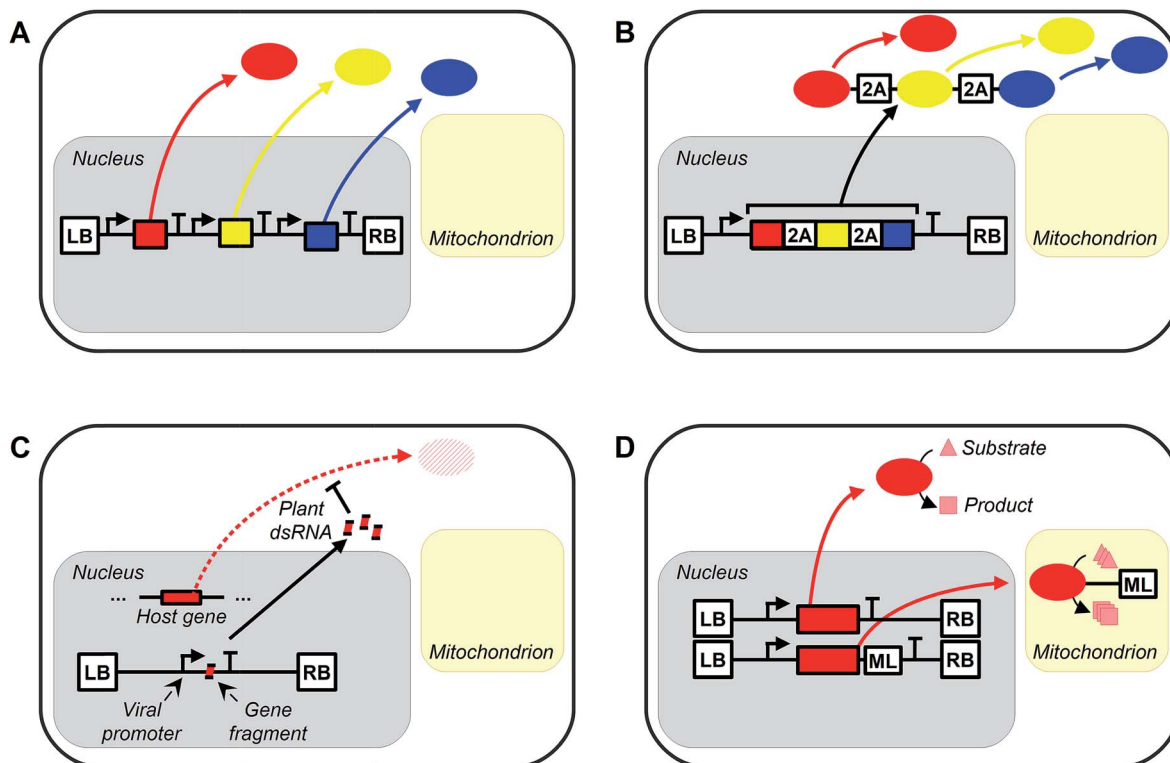 A
Nucleus
LB
RB
Mitochondrion
B
2A
2A
Nucleus
LB
2A
2A
RB
Mitochondrion
C
Plant
dsRNA
Nucleus
...
...
Host gene
LB
RB
Viral
promoter
Gene
fragment
Mitochondrion
D
Substrate
Product
Nucleus
LB
RB
LB
ML
RB
ML
Mitochondrion